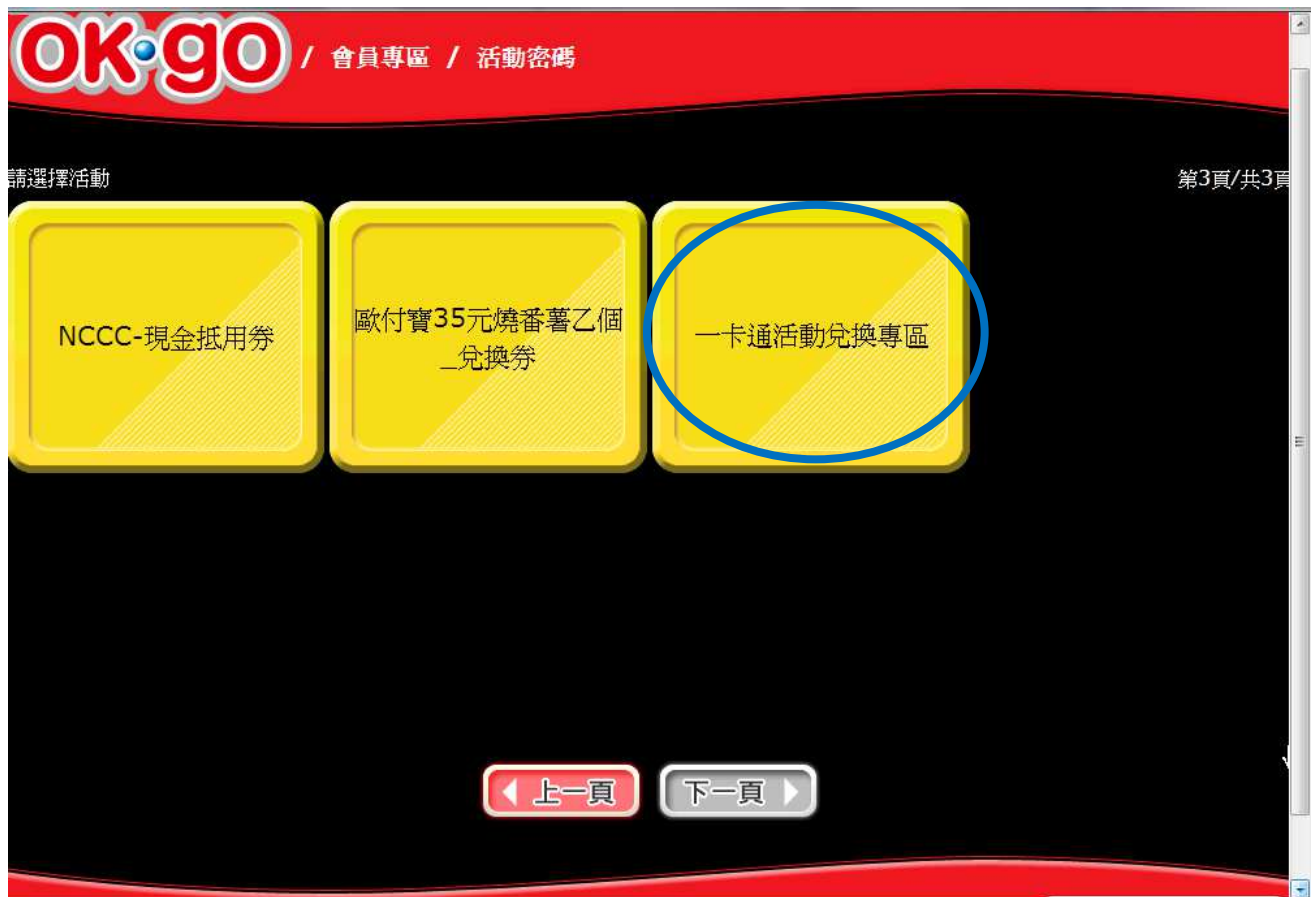 OK go / 會員專區 / 活動密碼
請選擇活動
第3頁/共3頁
NCCC-現金抵用券
歐付寶35元燒番薯乙個
_兌換券
一卡通活動兌換專區
上一頁
下一頁